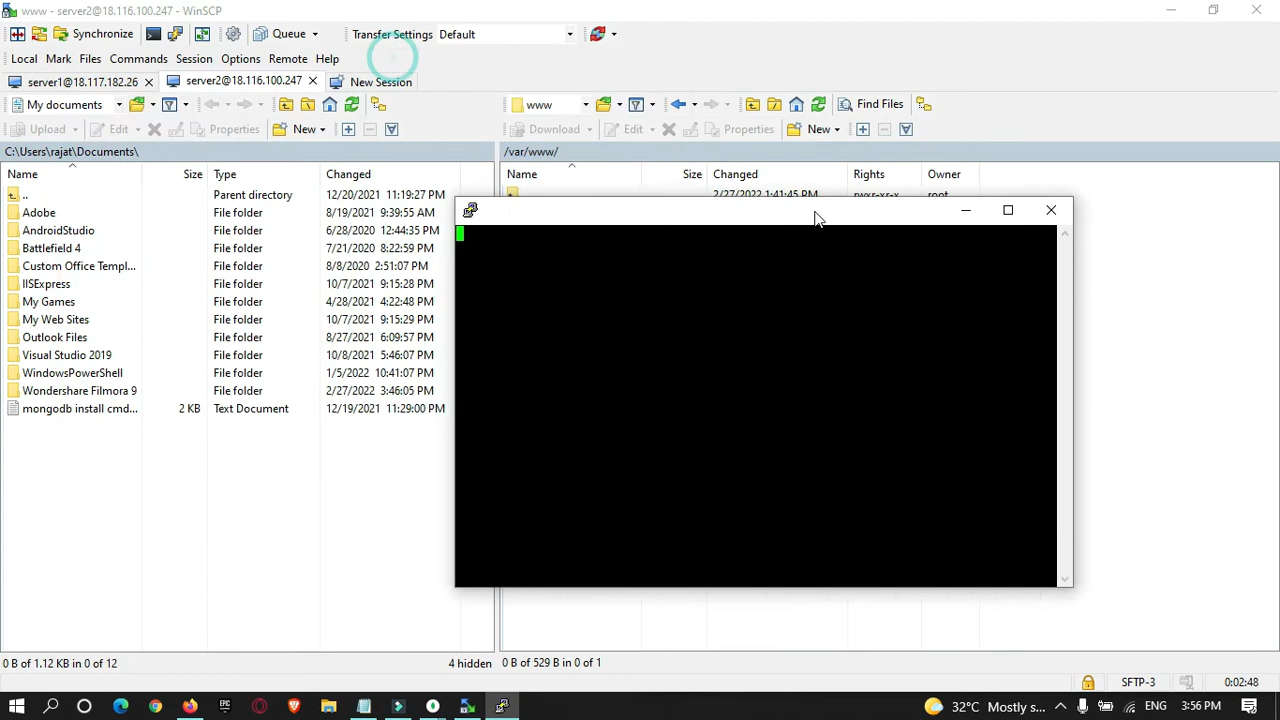 www - server2@18.116.100.247 - WinSCP
Synchronize Queue Transfer Settings Default
Local Mark Files Commands Session Options Remote Help
server1@18.117.182.26 server2@18.116.100.247 New Session
My documents www Find Files
Upload Edit Properties New Download Edit Properties New
C:\Users\rajat\Documents\ /var/www/
Name Size Type Changed Name Size Changed Rights Owner
.. Parent directory 12/20/2021 11:19:27 PM 2/27/2022 1:41:45 PM rwxr-xr-x root
Adobe File folder 8/19/2021 9:39:55 AM
AndroidStudio File folder 6/28/2020 12:44:35 PM
Battlefield 4 File folder 7/21/2020 8:22:59 PM
Custom Office Templ... File folder 8/8/2020 2:51:07 PM
IISExpress File folder 10/7/2021 9:15:28 PM
My Games File folder 4/28/2021 4:22:48 PM
My Web Sites File folder 10/7/2021 9:15:29 PM
Outlook Files File folder 8/27/2021 6:09:57 PM
Visual Studio 2019 File folder 10/8/2021 5:46:07 PM
WindowsPowerShell File folder 1/5/2022 10:41:07 PM
Wondershare Filmora 9 File folder 2/27/2022 3:46:05 PM
mongodb install cmd... 2 KB Text Document 12/19/2021 11:29:00 PM
0 B of 1.12 KB in 0 of 12 4 hidden 0 B of 529 B in 0 of 1
SFTP-3 0:02:48
EPIC 32°C Mostly s... ENG 3:56 PM